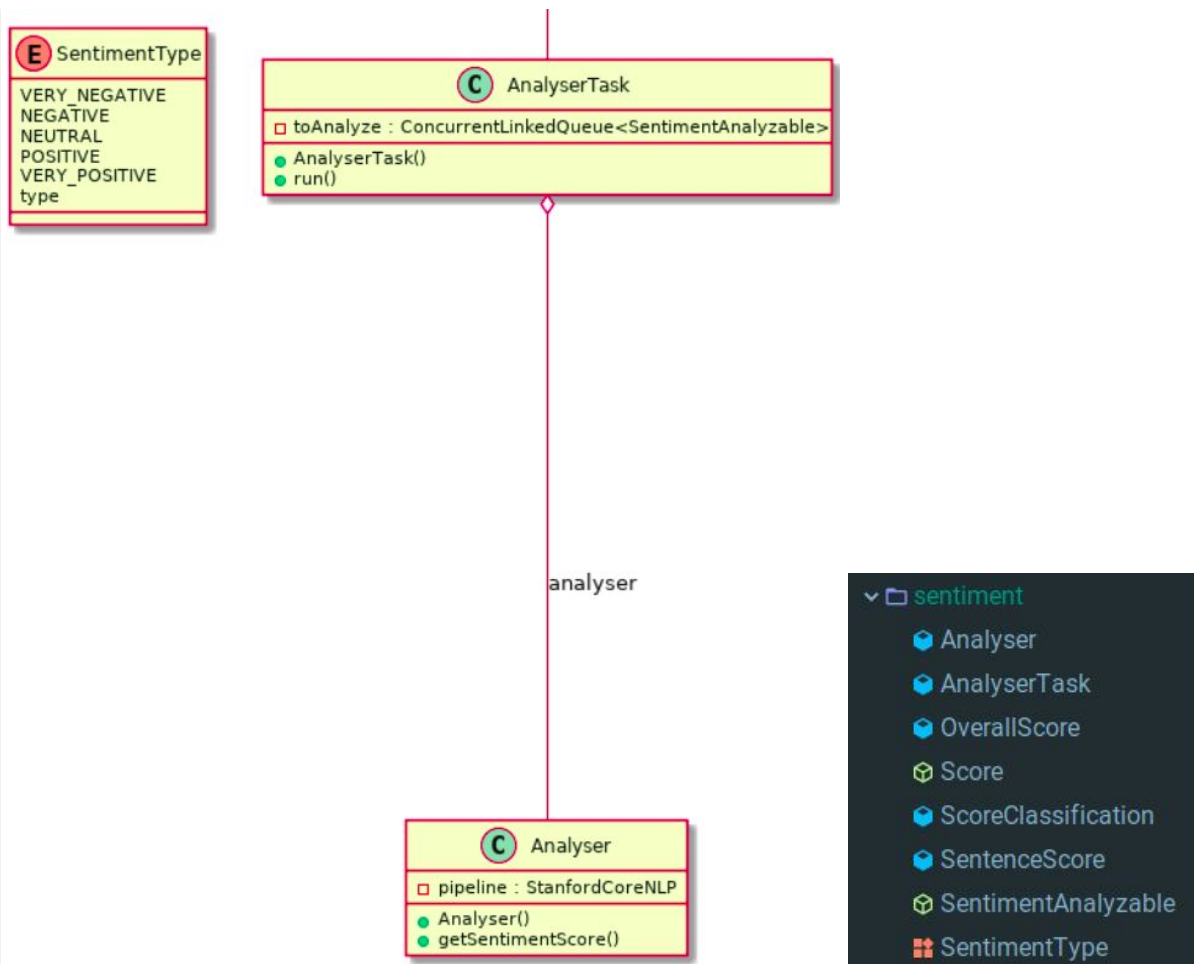 E SentimentType
VERY_NEGATIVE
NEGATIVE
NEUTRAL
POSITIVE
VERY_POSITIVE
type
C AnalyserTask
toAnalyze : ConcurrentLinkedQueue<SentimentAnalyzable>
AnalyserTask()
run()
analyser
C Analyser
pipeline : StanfordCoreNLP
Analyser()
getSentimentScore()
sentiment
Analyser
AnalyserTask
OverallScore
Score
ScoreClassification
SentenceScore
SentimentAnalyzable
SentimentType